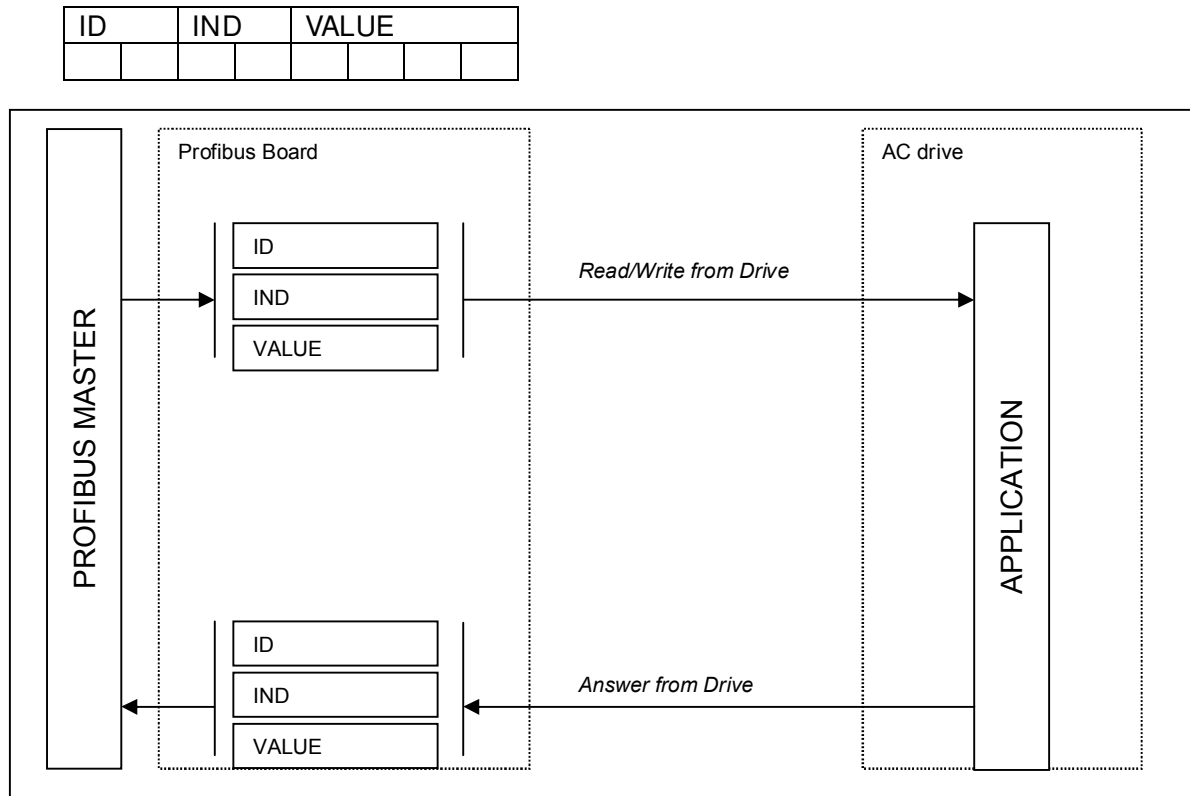 ID IND VALUE
Profibus Board
AC drive
ID
IND
VALUE
Read/Write from Drive
PROFIBUS MASTER
APPLICATION
ID
IND
VALUE
Answer from Drive